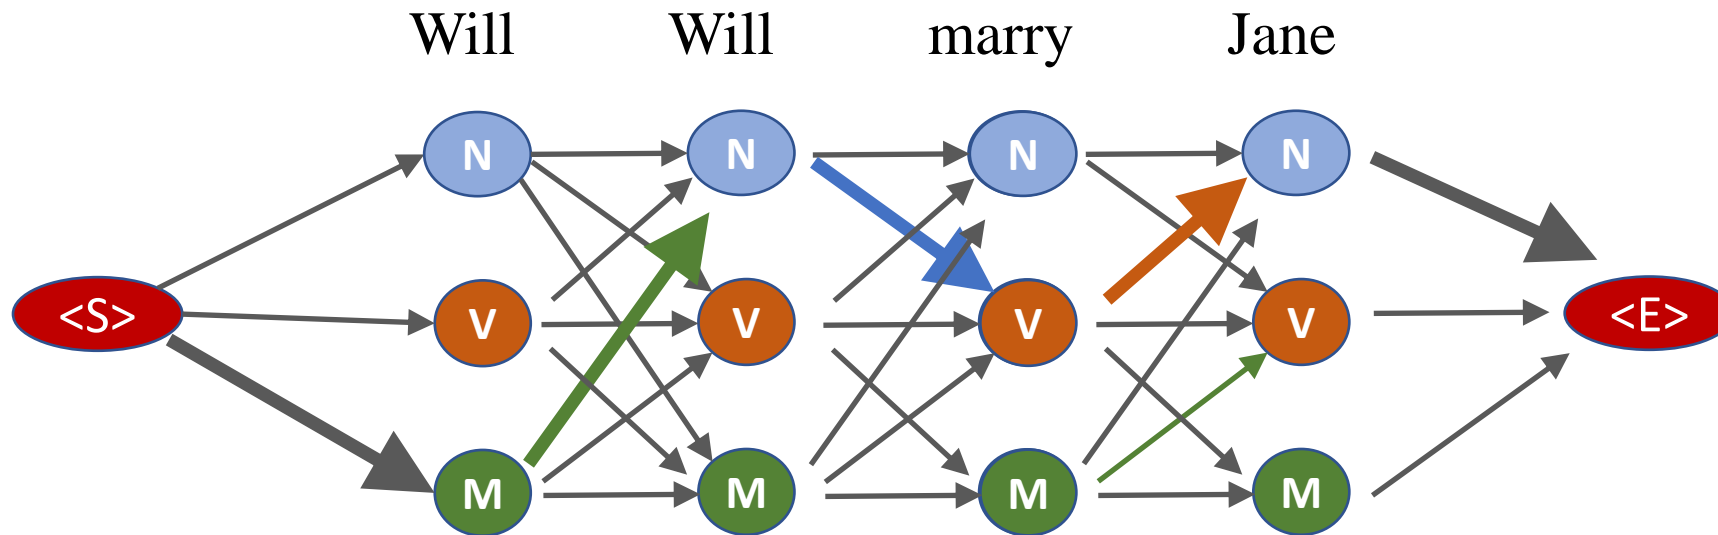 Will Will marry Jane
N N N N
<S> V V V V <E>
M M M M